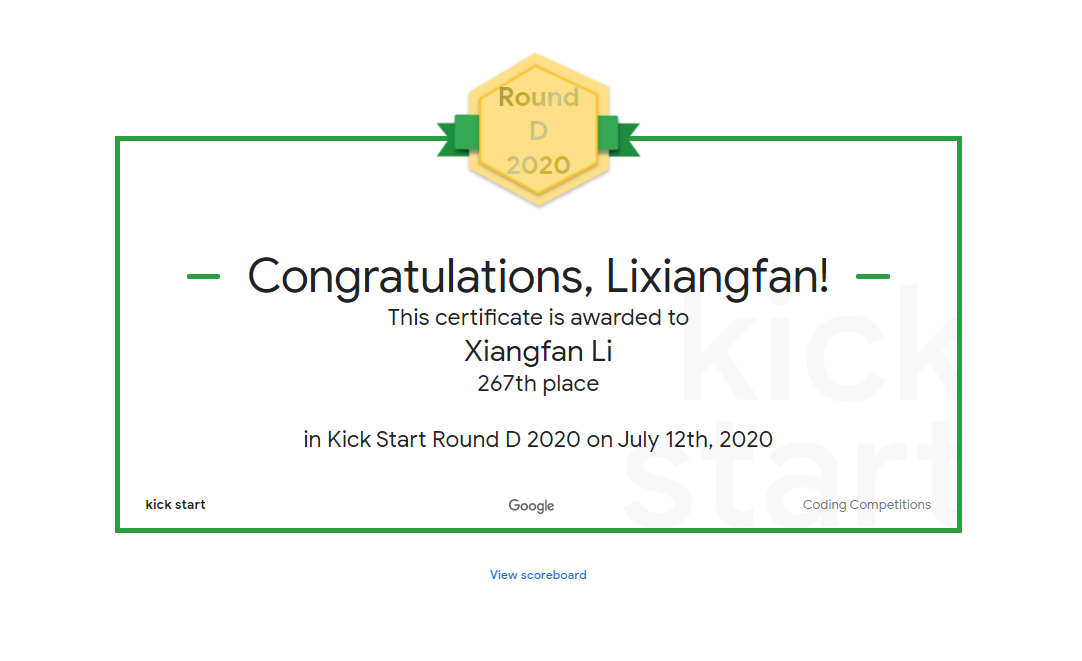 Round
D
2020
Congratulations, Lixiangfan!
This certificate is awarded to
Xiangfan Li
267th place
in Kick Start Round D 2020 on July 12th, 2020
kick
start
kick start
Google
Coding Competitions
View scoreboard